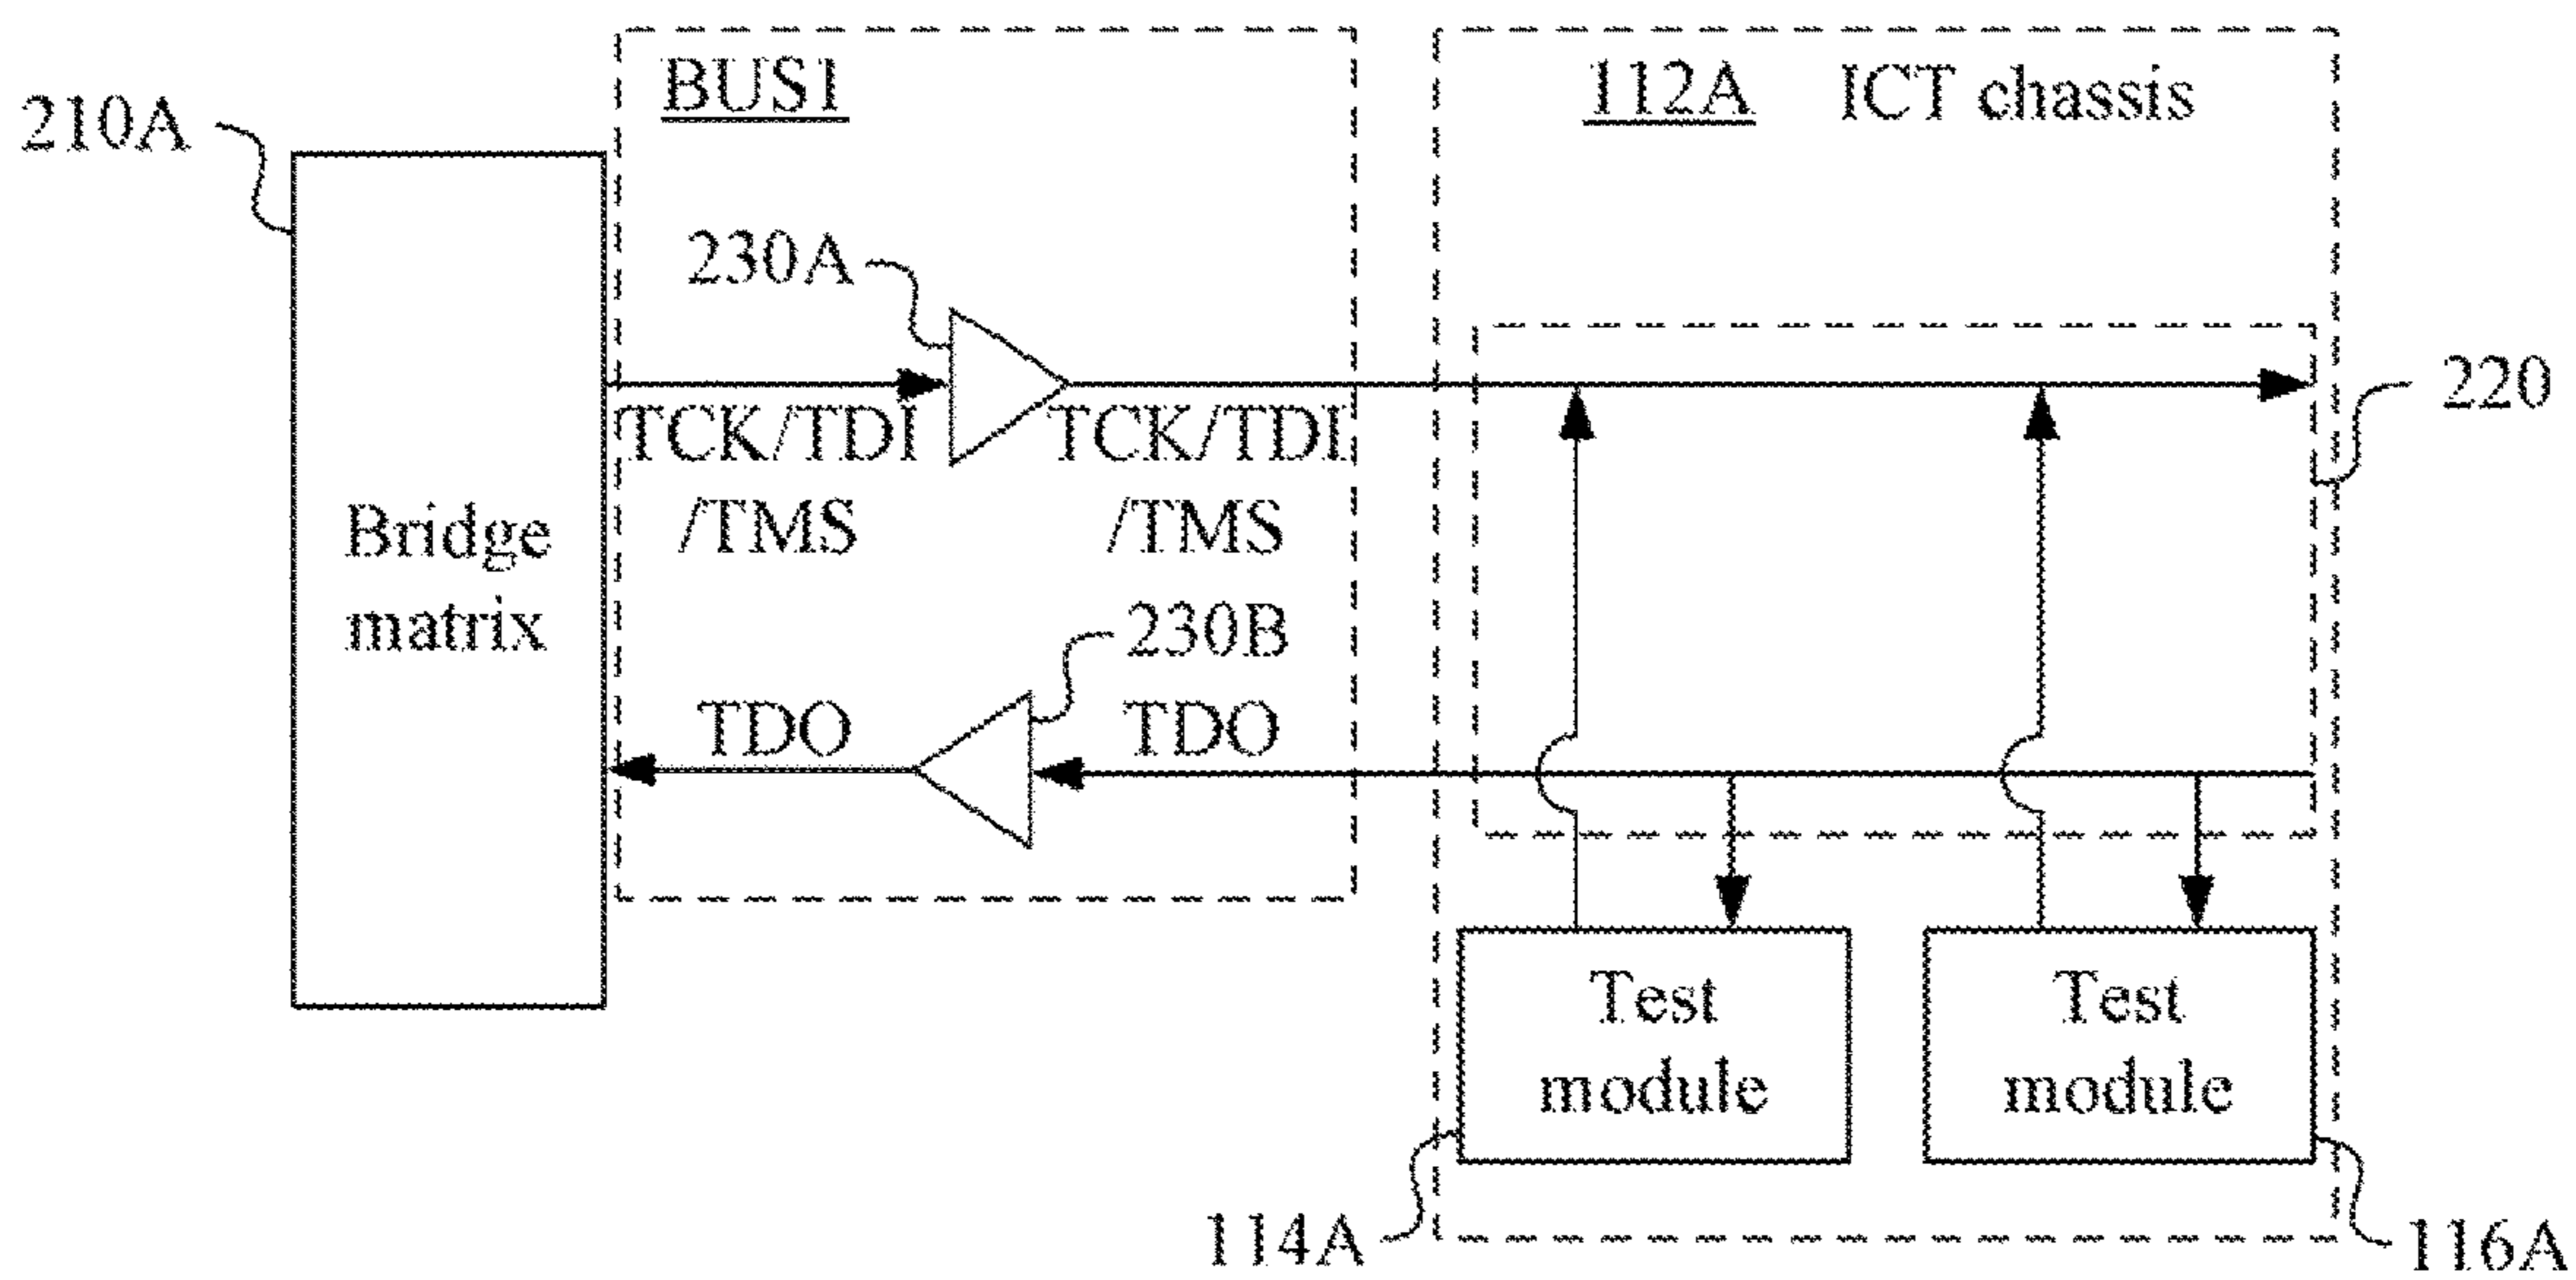 BUS1
112A ICT chassis
210A
230A
220
TCK/TDI
/TMS
TCK/TDI
/TMS
Bridge
matrix
230B
TDO
TDO
Test
module
Test
module
114A
116A